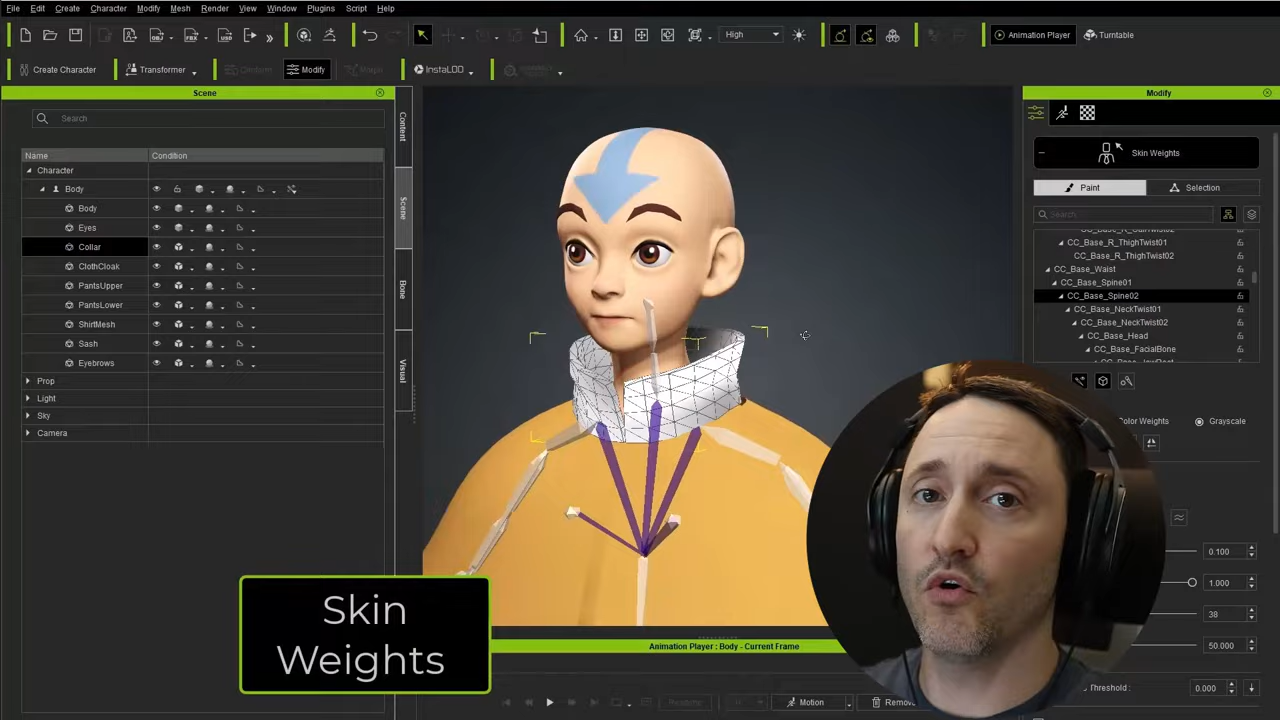 File Edit Create Character Modify Mesh Render View Window Plugins Script Help
High
Animation Player
Turntable
Create Character
Transformer
Modify
InstaLOD
Scene
Search
Name Condition
Character
Body
Body
Eyes
Collar
ClothCloak
PantsUpper
PantsLower
ShirtMesh
Sash
Eyebrows
Prop
Light
Sky
Camera
Content
Scene
Bone
Visual
Modify
Skin Weights
Paint
Selection
Search
CC_Base_R_ThighTwist01
CC_Base_R_ThighTwist02
CC_Base_Waist
CC_Base_Spine01
CC_Base_Spine02
CC_Base_NeckTwist01
CC_Base_NeckTwist02
CC_Base_Head
CC_Base_FacialBone
Color Weights
Grayscale
0.100
1.000
38
50.000
Threshold :
0.000
Skin
Weights
Animation Player : Body - Current Frame
Motion